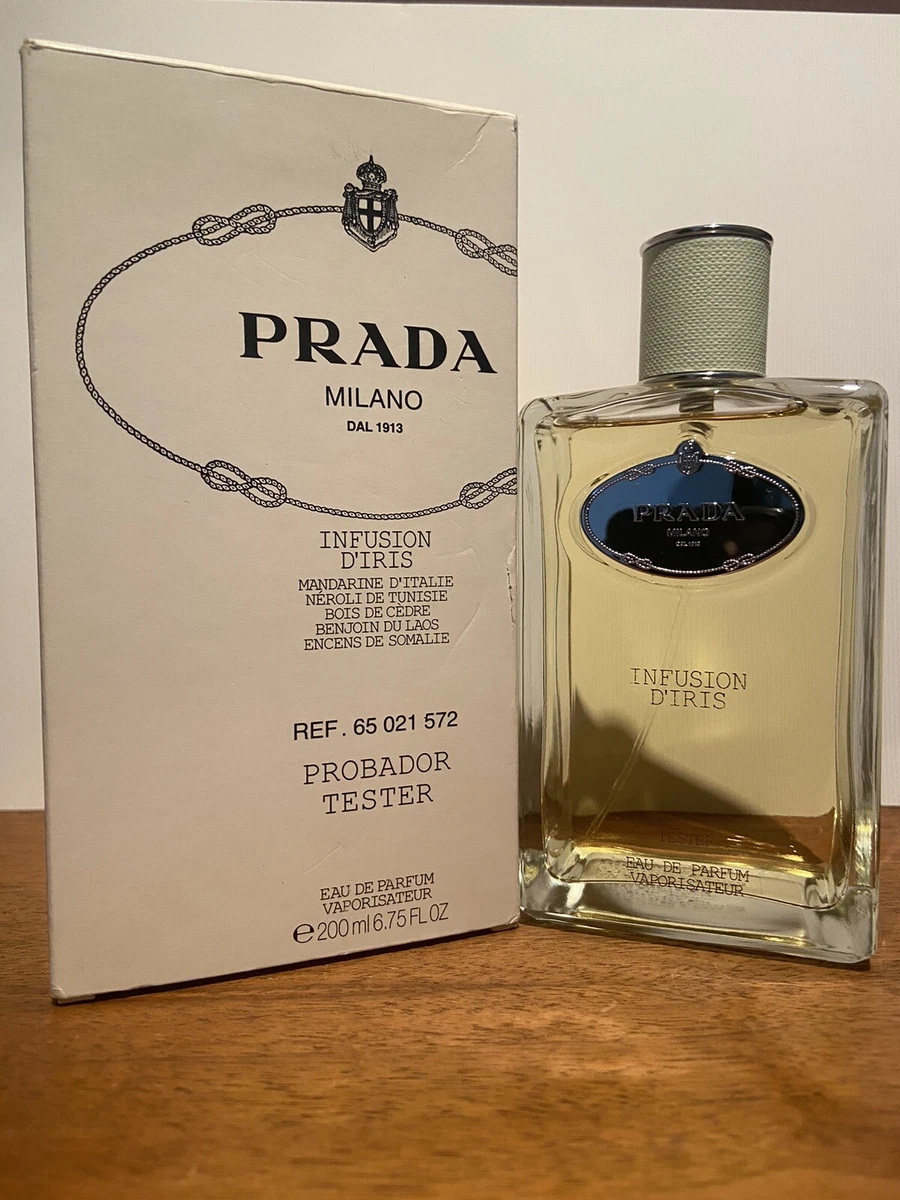 PRADA
MILANO
DAL 1913
INFUSION
D'IRIS
MANDARINE D'ITALIE
NÉROLI DE TUNISIE
BOIS DE CÈDRE
BENJOIN DU LAOS
ENCENS DE SOMALIE
REF. 65 021 572
PROBADOR
TESTER
EAU DE PARFUM
VAPORISATEUR
℮ 200 ml 6.75 FL OZ
PRADA
MILANO
DAL 1913
INFUSION
D'IRIS
TESTER
EAU DE PARFUM
VAPORISATEUR